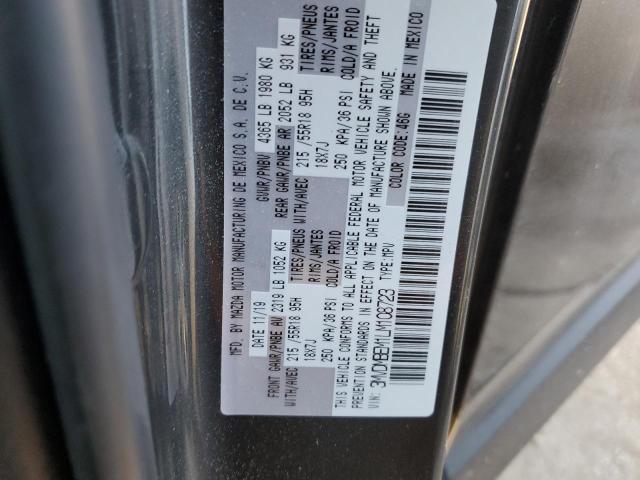 MFD. BY MAZDA MOTOR MANUFACTURING DE MEXICO S.A. DE C.V.
DATE 11/19 GVWR/PNBV 4365 LB 1980 KG
FRONT GAWR/PNBE AV 2319 LB 1052 KG REAR GAWR/PNBE AR 2052 LB 931 KG
WITH/AVEC TIRES/PNEUS WITH/AVEC TIRES/PNEUS
215 /55R18 95H RIMS/JANTES 215 /55R18 95H RIMS/JANTES
18X7J COLD/A FROID 18X7J COLD/A FROID
250 KPA/36 PSI 250 KPA/36 PSI
THIS VEHICLE CONFORMS TO ALL APPLICABLE FEDERAL MOTOR VEHICLE SAFETY AND THEFT
PREVENTION STANDARDS IN EFFECT ON THE DATE OF MANUFACTURE SHOWN ABOVE.
VIN: 3MVDMBEM1LM108723 TYPE:MPV COLOR CODE:46G MADE IN MEXICO